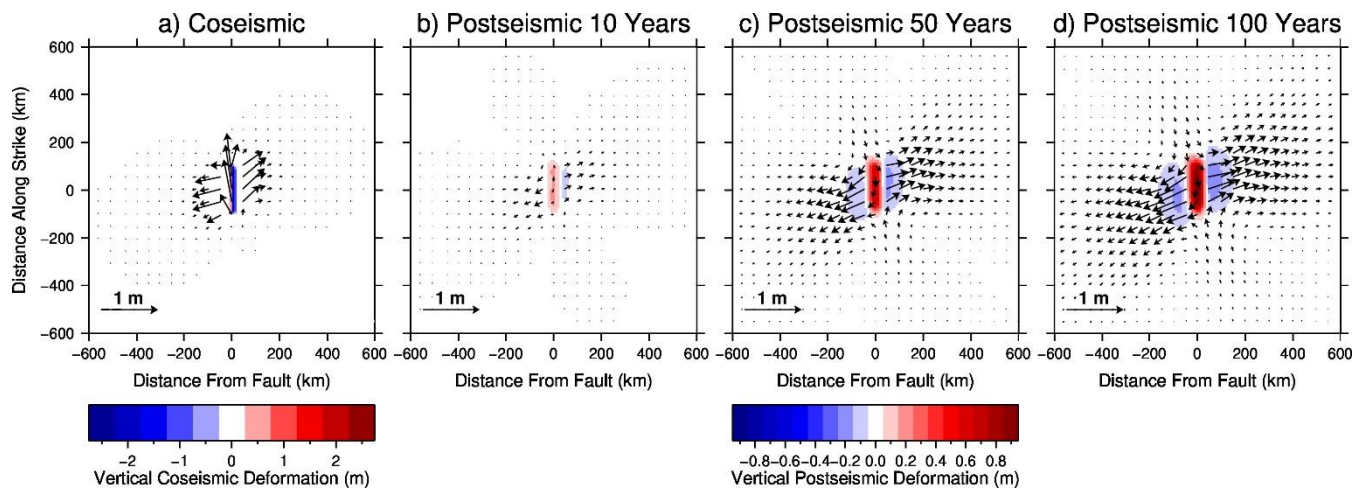 a) Coseismic
b) Postseismic 10 Years
c) Postseismic 50 Years
d) Postseismic 100 Years
Distance Along Strike (km)
600
400
200
0
−200
−400
−600
1 m
1 m
1 m
1 m
−600 −400 −200 0 200 400 600
−600 −400 −200 0 200 400 600
−600 −400 −200 0 200 400 600
−600 −400 −200 0 200 400 600
Distance From Fault (km)
Distance From Fault (km)
Distance From Fault (km)
Distance From Fault (km)
−2 −1 0 1 2
Vertical Coseismic Deformation (m)
−0.8 −0.6 −0.4 −0.2 0.0 0.2 0.4 0.6 0.8
Vertical Postseismic Deformation (m)